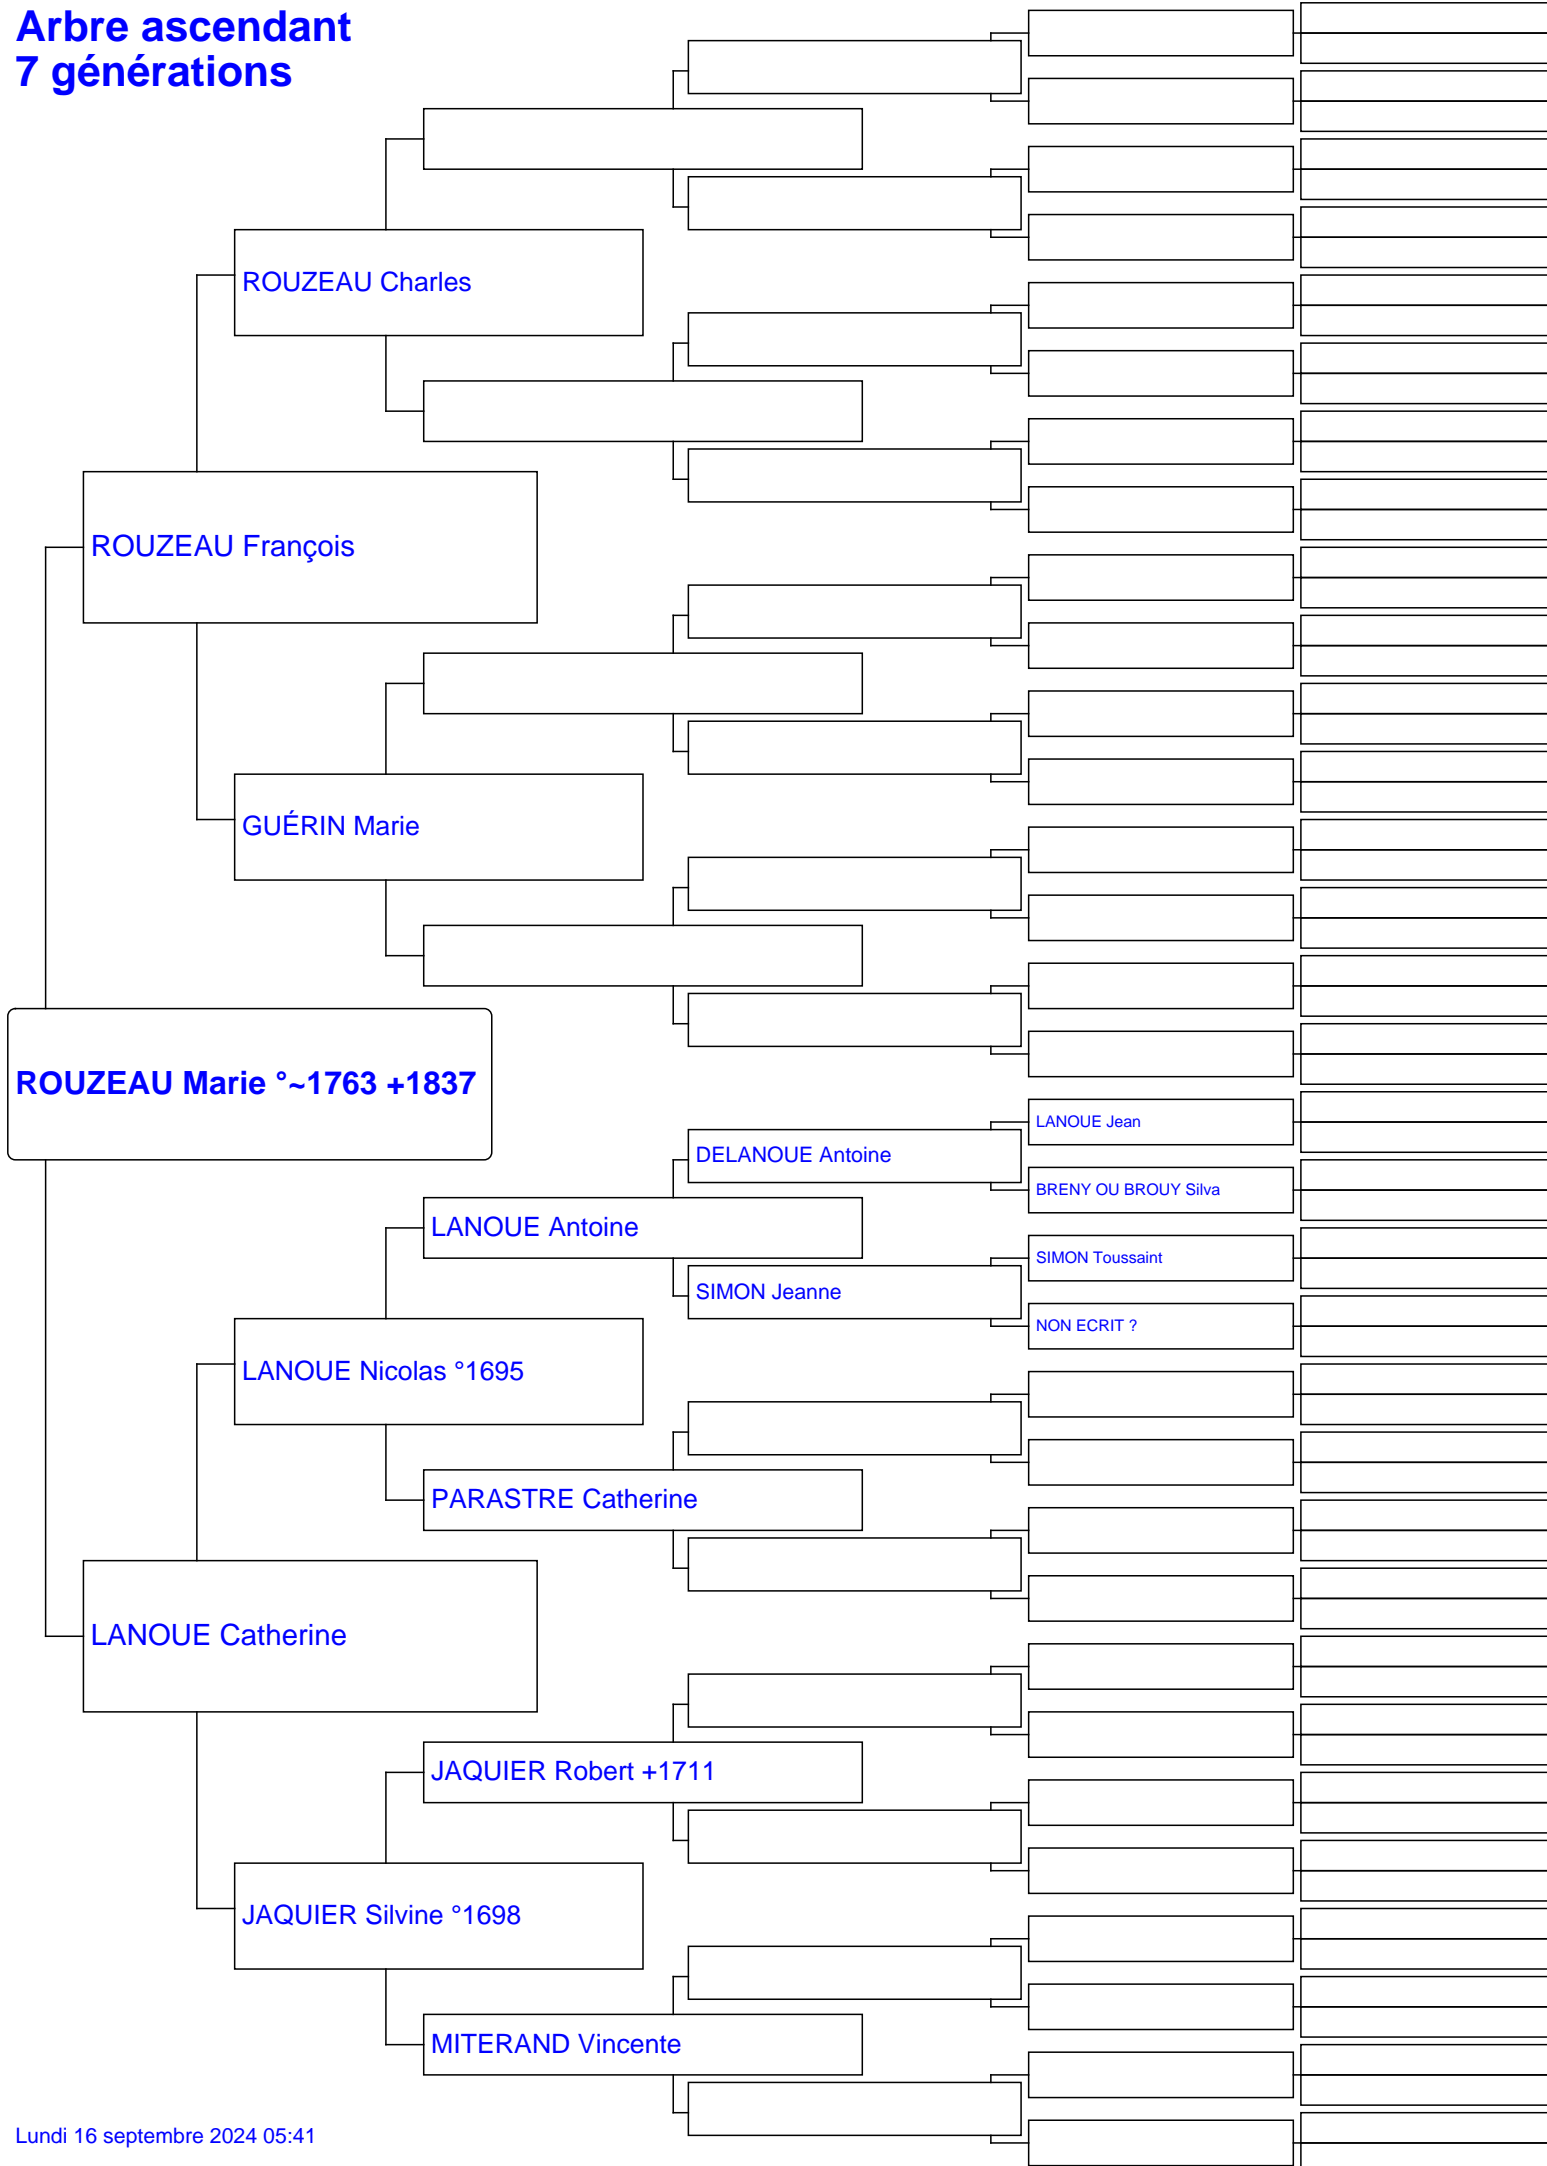 Arbre ascendant
7 générations
ROUZEAU Charles
ROUZEAU François
GUÉRIN Marie
ROUZEAU Marie °~1763 +1837
LANOUE Jean
DELANOUE Antoine
BRENY OU BROUY Silva
LANOUE Antoine
SIMON Toussaint
SIMON Jeanne
NON ECRIT ?
LANOUE Nicolas °1695
PARASTRE Catherine
LANOUE Catherine
JAQUIER Robert +1711
JAQUIER Silvine °1698
MITERAND Vincente
Lundi 16 septembre 2024 05:41